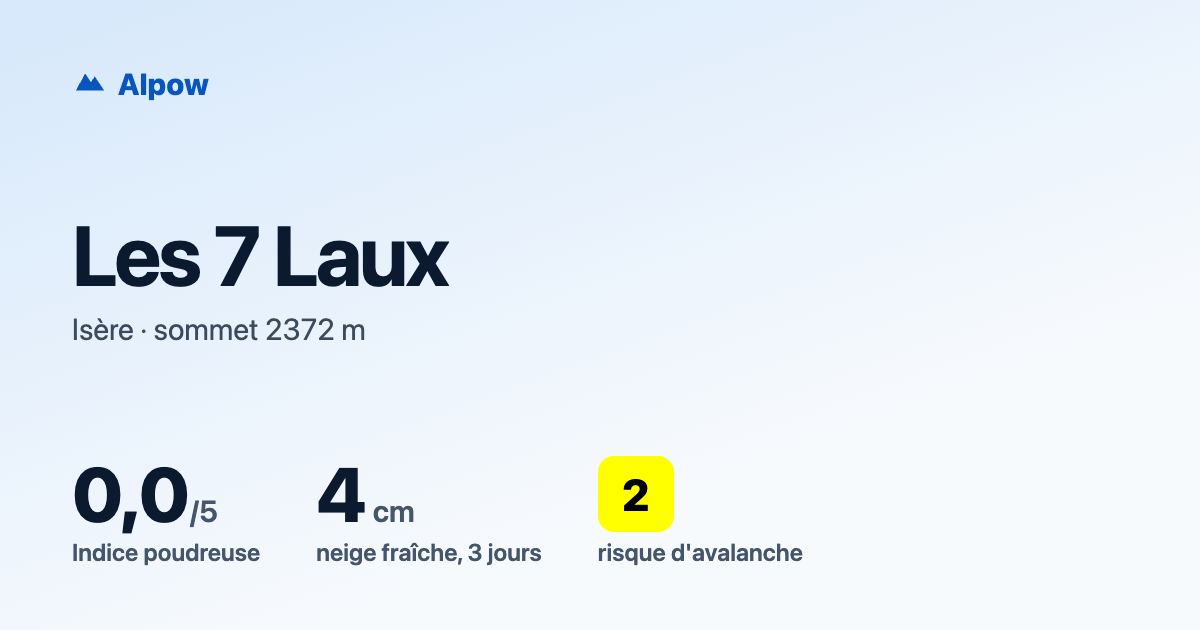 Alpow
Les 7 Laux
Isère · sommet 2372 m
0,0/5
Indice poudreuse
4 cm
neige fraîche, 3 jours
2
risque d'avalanche